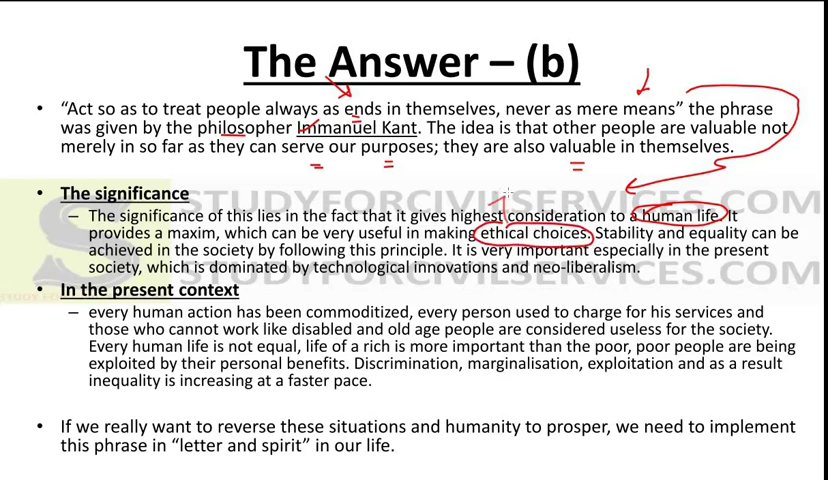 The Answer – (b)
• “Act so as to treat people always as ends in themselves, never as mere means” the phrase
was given by the philosopher Immanuel Kant. The idea is that other people are valuable not
merely in so far as they can serve our purposes; they are also valuable in themselves.
• The significance
STUDYFORCIVILSERVICES.COM
– The significance of this lies in the fact that it gives highest consideration to a human life. It
provides a maxim, which can be very useful in making ethical choices. Stability and equality can be
achieved in the society by following this principle. It is very important especially in the present
society, which is dominated by technological innovations and neo-liberalism.
STUDYFORCIVILSERVICES.COM
• In the present context
– every human action has been commoditized, every person used to charge for his services and
those who cannot work like disabled and old age people are considered useless for the society.
Every human life is not equal, life of a rich is more important than the poor, poor people are being
exploited by their personal benefits. Discrimination, marginalisation, exploitation and as a result
inequality is increasing at a faster pace.
• If we really want to reverse these situations and humanity to prosper, we need to implement
this phrase in “letter and spirit” in our life.